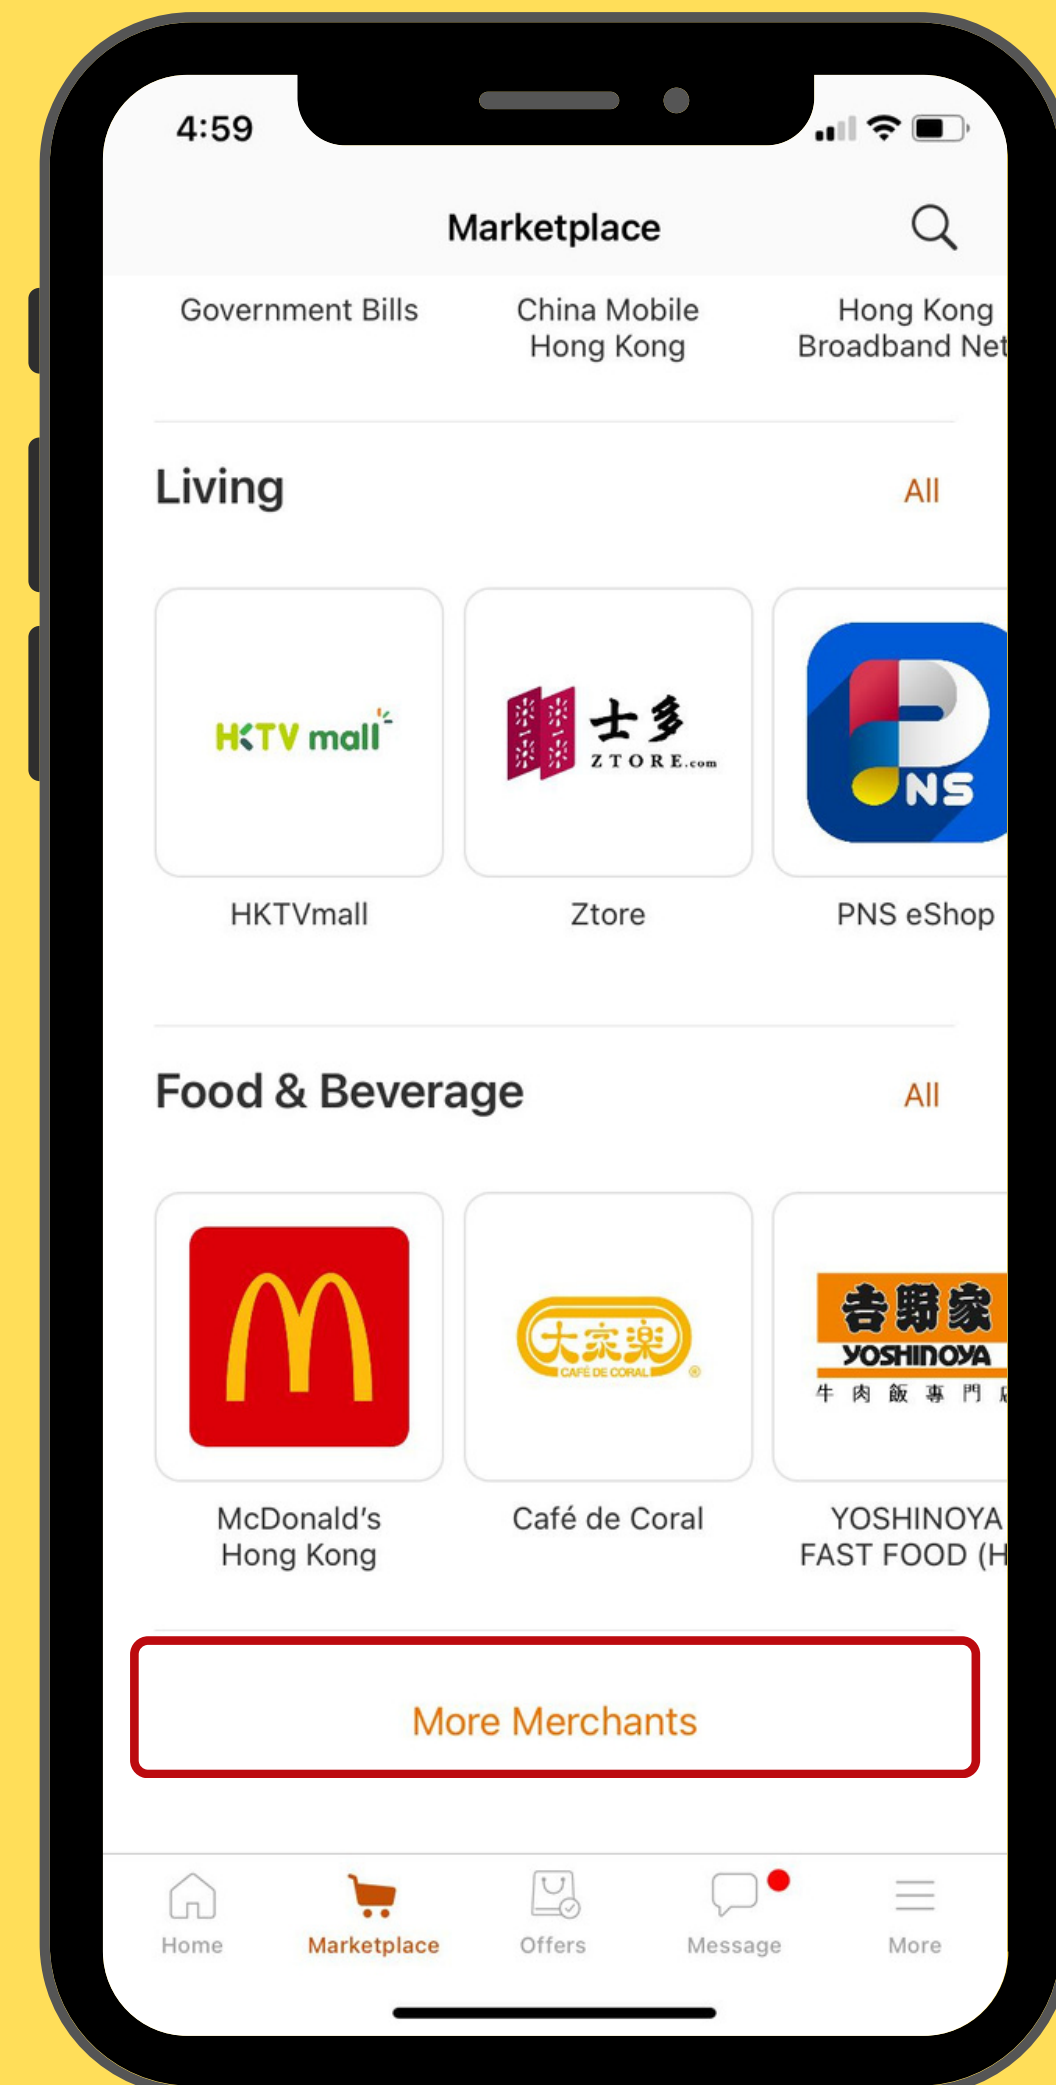 4:59
Marketplace
Government Bills
China Mobile
Hong Kong
Hong Kong
Broadband Net
Living
All
HKTV mall
士多
ZTORE.com
PNS
HKTVmall
Ztore
PNS eShop
Food & Beverage
All
大家樂
CAFÉ DE CORAL
®
吉野家
YOSHINOYA
牛肉飯專門
McDonald's
Hong Kong
Café de Coral
YOSHINOYA
FAST FOOD (H
More Merchants
Home
Marketplace
Offers
Message
More